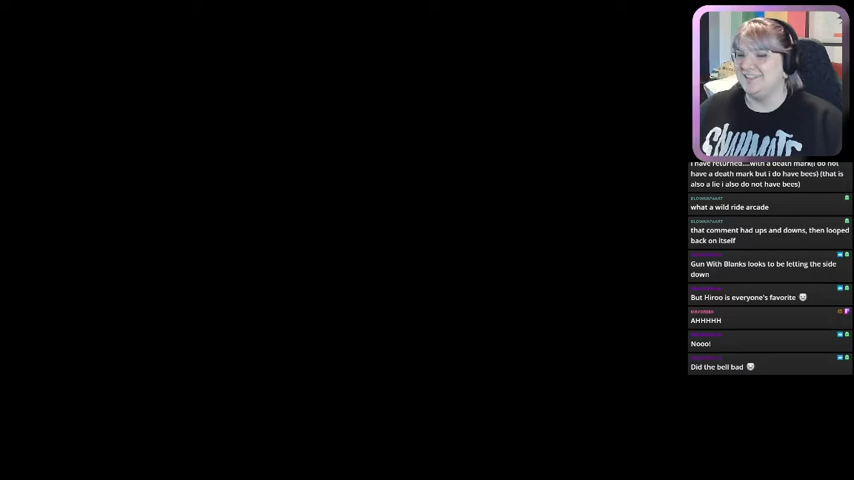 I have returned....with a death mark(i do not
have a death mark but i do have bees) (that is
also a lie i also do not have bees)
what a wild ride arcade
that comment had ups and downs, then looped
back on itself
Gun With Blanks looks to be letting the side
down
But Hiroo is everyone's favorite
AHHHHH
Nooo!
Did the bell bad